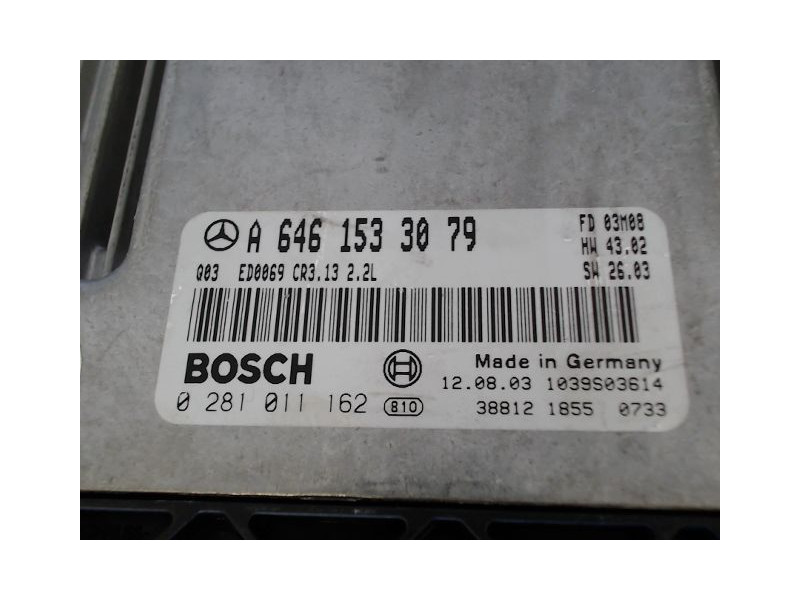 A 646 153 30 79
FD 03M08
HW 43.02
Q03 ED0069 CR3.13 2.2L
SW 26.03
BOSCH
Made in Germany
12.08.03 1039S03614
0 281 011 162 810
38812 1855 0733